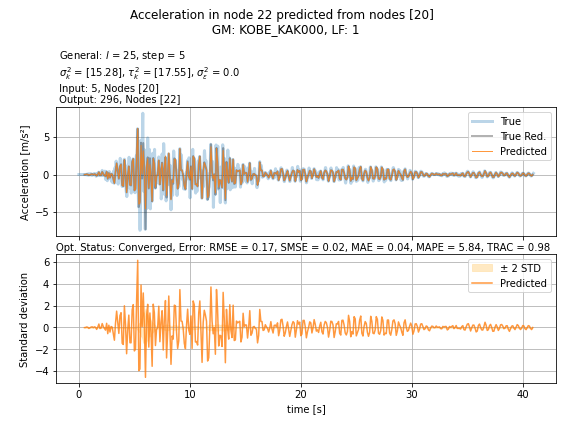 Acceleration in node 22 predicted from nodes [20]
GM: KOBE_KAK000, LF: 1
General: l = 25, step = 5
σ²ₖ = [15.28], τ²ₖ = [17.55], σ²ε = 0.0
Input: 5, Nodes [20]
Output: 296, Nodes [22]
Acceleration [m/s²]
5
0
−5
True
True Red.
Predicted
Opt. Status: Converged, Error: RMSE = 0.17, SMSE = 0.02, MAE = 0.04, MAPE = 5.84, TRAC = 0.98
Standard deviation
6
4
2
0
−2
−4
± 2 STD
Predicted
0 10 20 30 40
time [s]